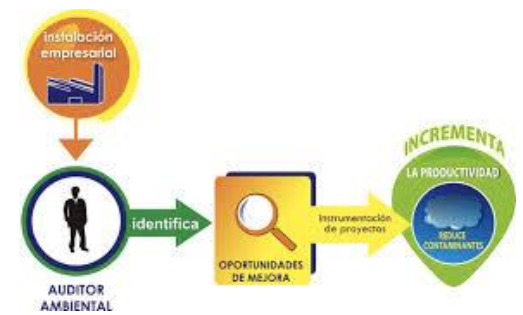 instalación
empresarial
AUDITOR
AMBIENTAL
identifica
OPORTUNIDADES
DE MEJORA
Instrumentación
de proyectos
INCREMENTA
LA PRODUCTIVIDAD
REDUCE
CONTAMINANTES